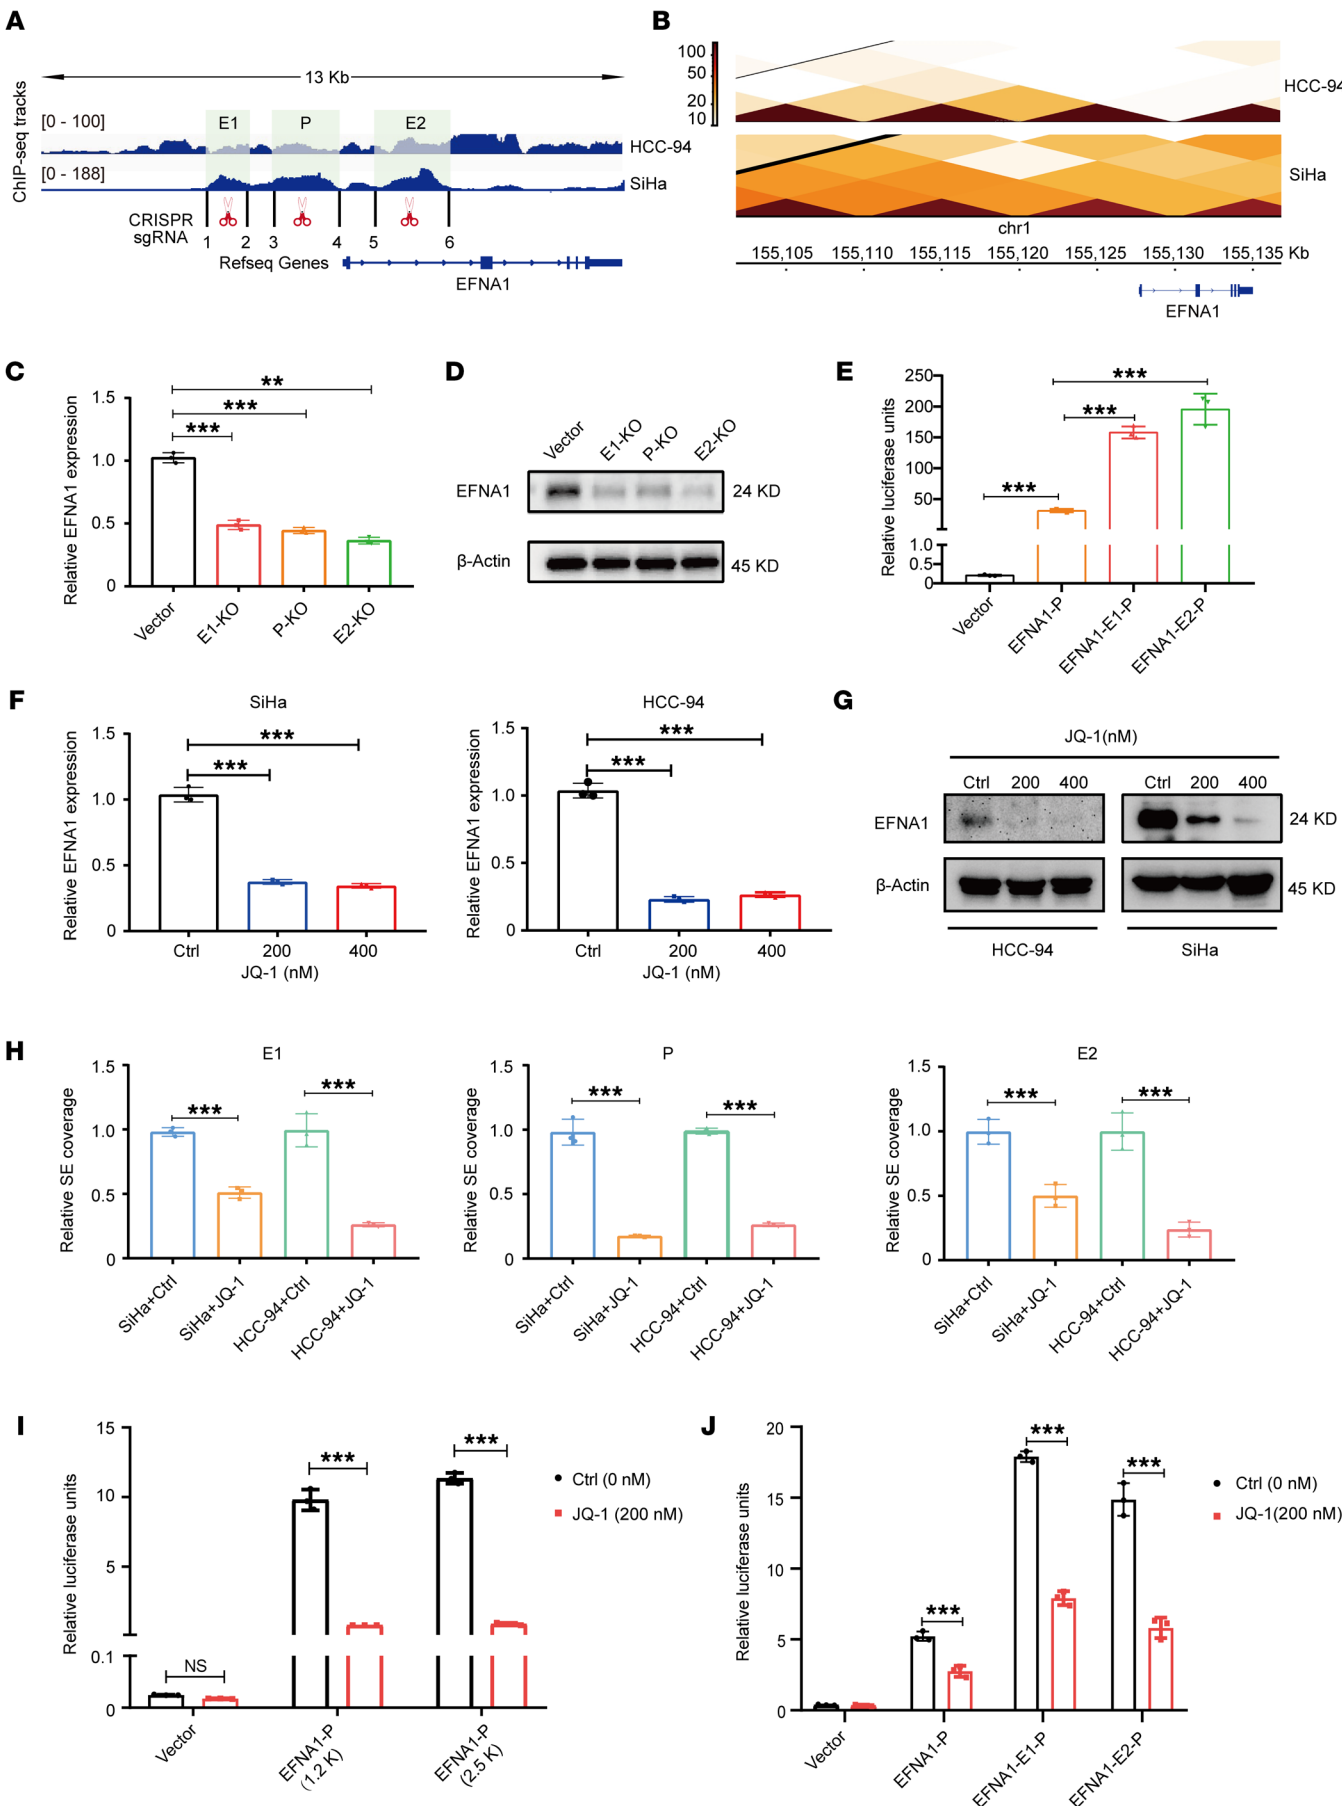 A
13 Kb
ChIP-seq tracks
[0 - 100]
E1
P
E2
HCC-94
[0 - 188]
SiHa
CRISPR
sgRNA
1 2 3 4 5 6
Refseq Genes
EFNA1
B
100
50
20
10
HCC-94
SiHa
chr1
155,105 155,110 155,115 155,120 155,125 155,130 155,135 Kb
EFNA1
C
Relative EFNA1 expression
1.5
1.0
0.5
0
**
***
***
Vector
E1-KO
P-KO
E2-KO
D
Vector
E1-KO
P-KO
E2-KO
EFNA1
24 KD
β-Actin
45 KD
E
Relative luciferase units
250
200
150
100
50
1.0
0.5
0
***
***
***
Vector
EFNA1-P
EFNA1-E1-P
EFNA1-E2-P
F
SiHa
Relative EFNA1 expression
1.5
1.0
0.5
0
***
***
Ctrl 200 400
JQ-1 (nM)
HCC-94
Relative EFNA1 expression
1.5
1.0
0.5
0
***
***
Ctrl 200 400
JQ-1 (nM)
G
JQ-1(nM)
Ctrl 200 400 Ctrl 200 400
EFNA1
24 KD
β-Actin
45 KD
HCC-94
SiHa
H
E1
Relative SE coverage
1.5
1.0
0.5
0
***
***
SiHa+Ctrl
SiHa+JQ-1
HCC-94+Ctrl
HCC-94+JQ-1
P
Relative SE coverage
1.5
1.0
0.5
0
***
***
SiHa+Ctrl
SiHa+JQ-1
HCC-94+Ctrl
HCC-94+JQ-1
E2
Relative SE coverage
1.5
1.0
0.5
0
***
***
SiHa+Ctrl
SiHa+JQ-1
HCC-94+Ctrl
HCC-94+JQ-1
I
Relative luciferase units
15
10
5
0.1
0
NS
***
***
Ctrl (0 nM)
JQ-1 (200 nM)
Vector
EFNA1-P
(1.2 K)
EFNA1-P
(2.5 K)
J
Relative luciferase units
20
15
10
5
0
***
***
***
Ctrl (0 nM)
JQ-1(200 nM)
Vector
EFNA1-P
EFNA1-E1-P
EFNA1-E2-P